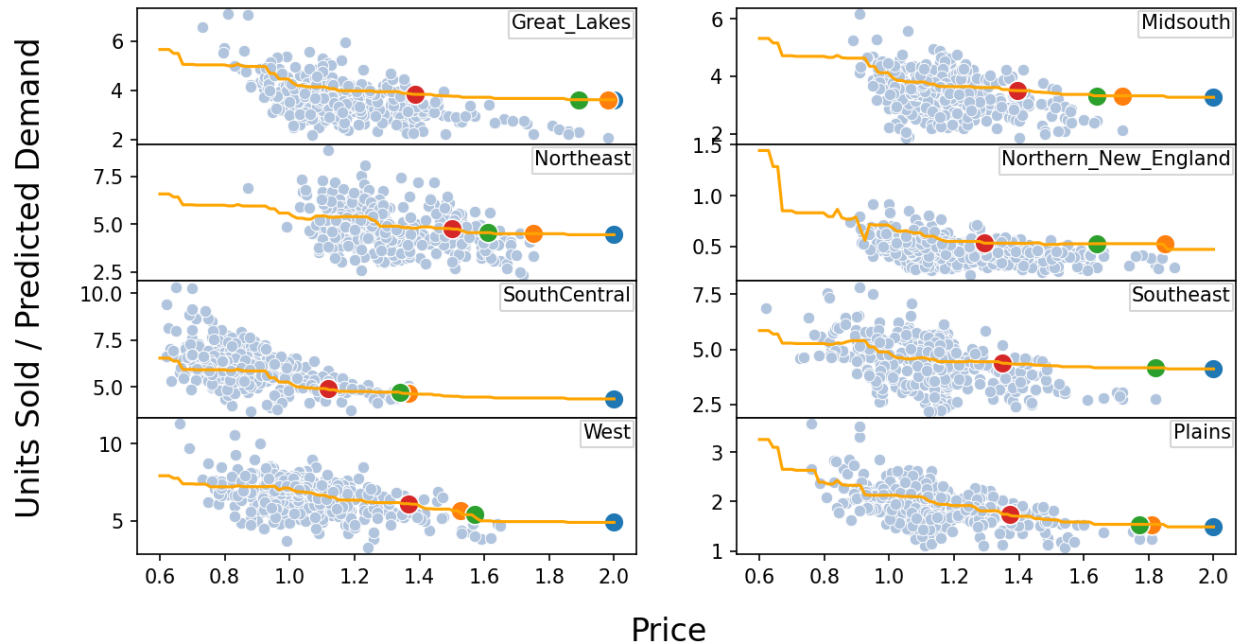 Units Sold / Predicted Demand
Great_Lakes
6
4
2
Midsouth
6
4
2
Northeast
7.5
5.0
2.5
Northern_New_England
1.5
1.0
0.5
SouthCentral
10.0
7.5
5.0
Southeast
7.5
5.0
2.5
West
10
5
Plains
3
2
1
0.6 0.8 1.0 1.2 1.4 1.6 1.8 2.0
0.6 0.8 1.0 1.2 1.4 1.6 1.8 2.0
Price